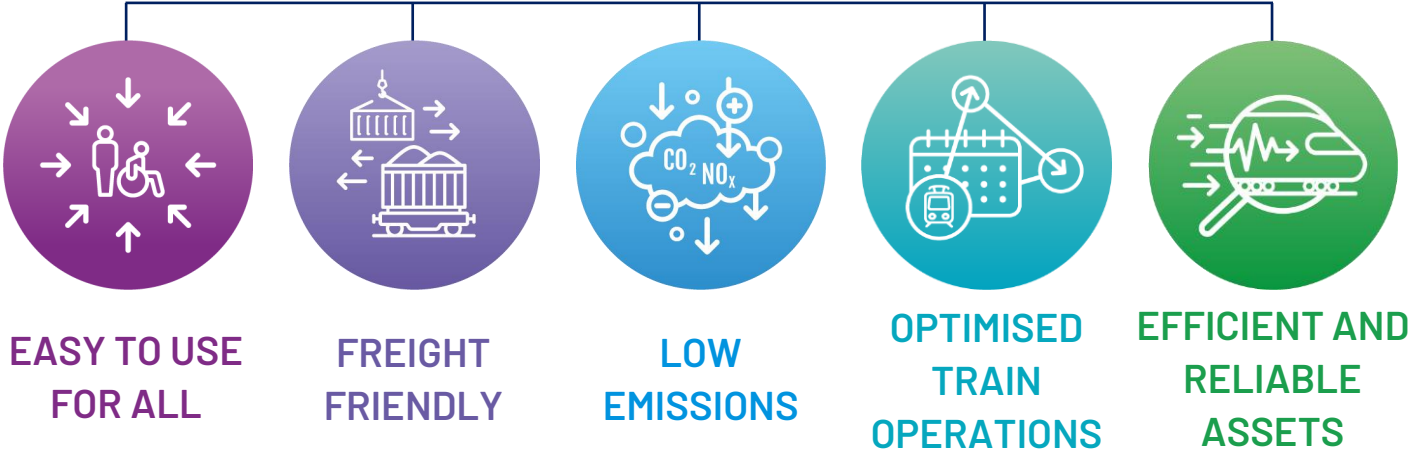 CO₂ NOₓ
EASY TO USE
FOR ALL
FREIGHT
FRIENDLY
LOW
EMISSIONS
OPTIMISED
TRAIN
OPERATIONS
EFFICIENT AND
RELIABLE
ASSETS